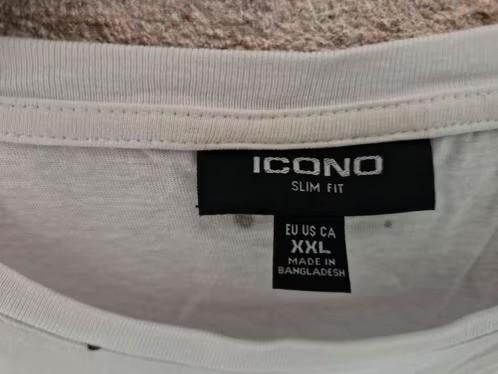 ICONO
SLIM FIT
EU US CA
XXL
MADE IN
BANGLADESH